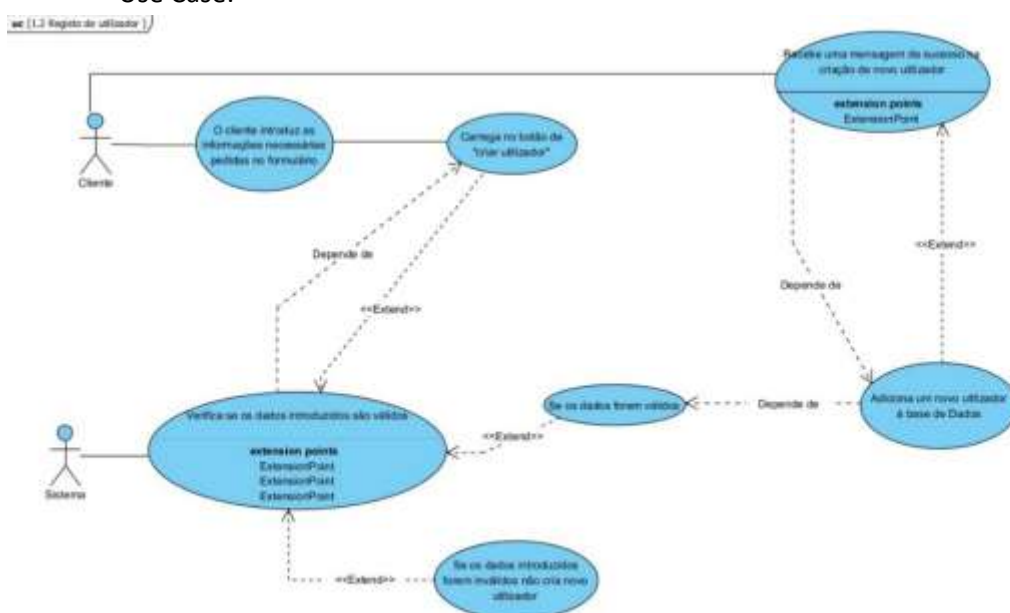 Use Case:
uc [1.2 Registo de utilizador ]
Recebe uma mensagem de sucesso na
criação de novo utilizador
extension points
ExtensionPoint
O cliente introduz as
informações necessárias
pedidas no formulário
Carrega no botão de
"criar utilizador"
Cliente
Depende de
<<Extend>>
<<Extend>>
Depende de
Verifica se os dados introduzidos são válidos
extension points
ExtensionPoint
ExtensionPoint
ExtensionPoint
Sistema
<<Extend>>
Se os dados forem válidos
Depende de
Adiciona um novo utilizador
à base de Dados
<<Extend>>
Se os dados introduzidos
forem inválidos não cria novo
utilizador